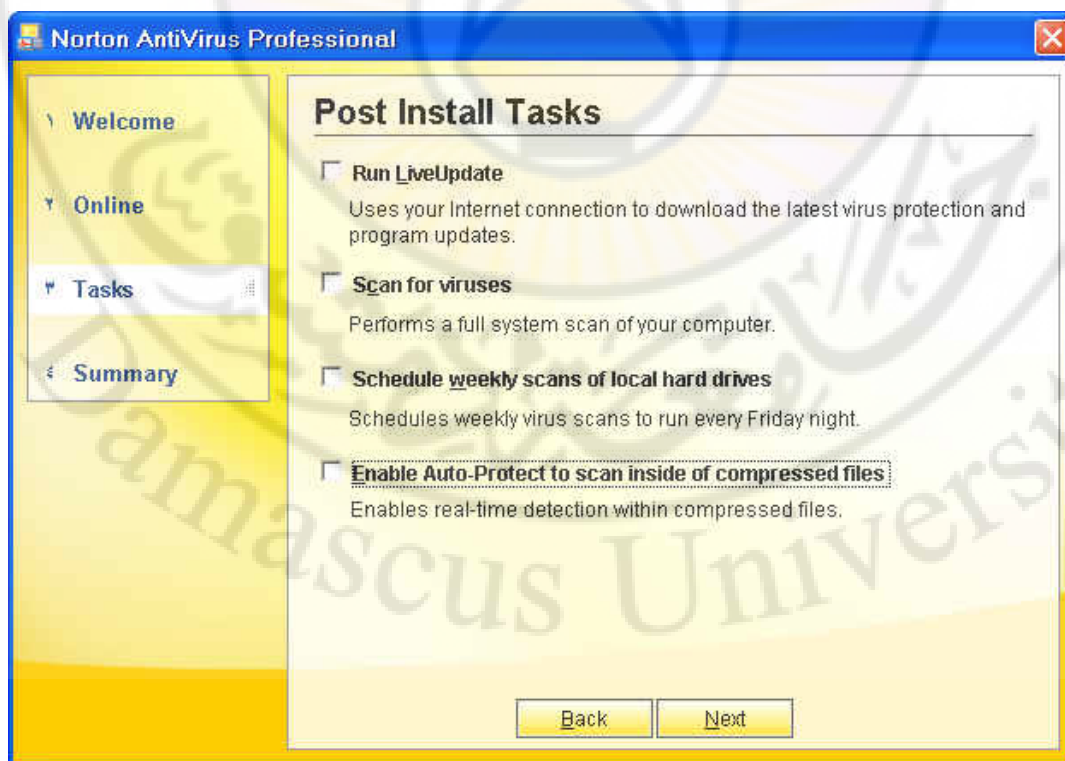 Norton AntiVirus Professional
١ Welcome
٢ Online
٣ Tasks
٤ Summary
Post Install Tasks
Run LiveUpdate
Uses your Internet connection to download the latest virus protection and
program updates.
Scan for viruses
Performs a full system scan of your computer.
Schedule weekly scans of local hard drives
Schedules weekly virus scans to run every Friday night.
Enable Auto-Protect to scan inside of compressed files
Enables real-time detection within compressed files.
Back
Next
Damascus Universi